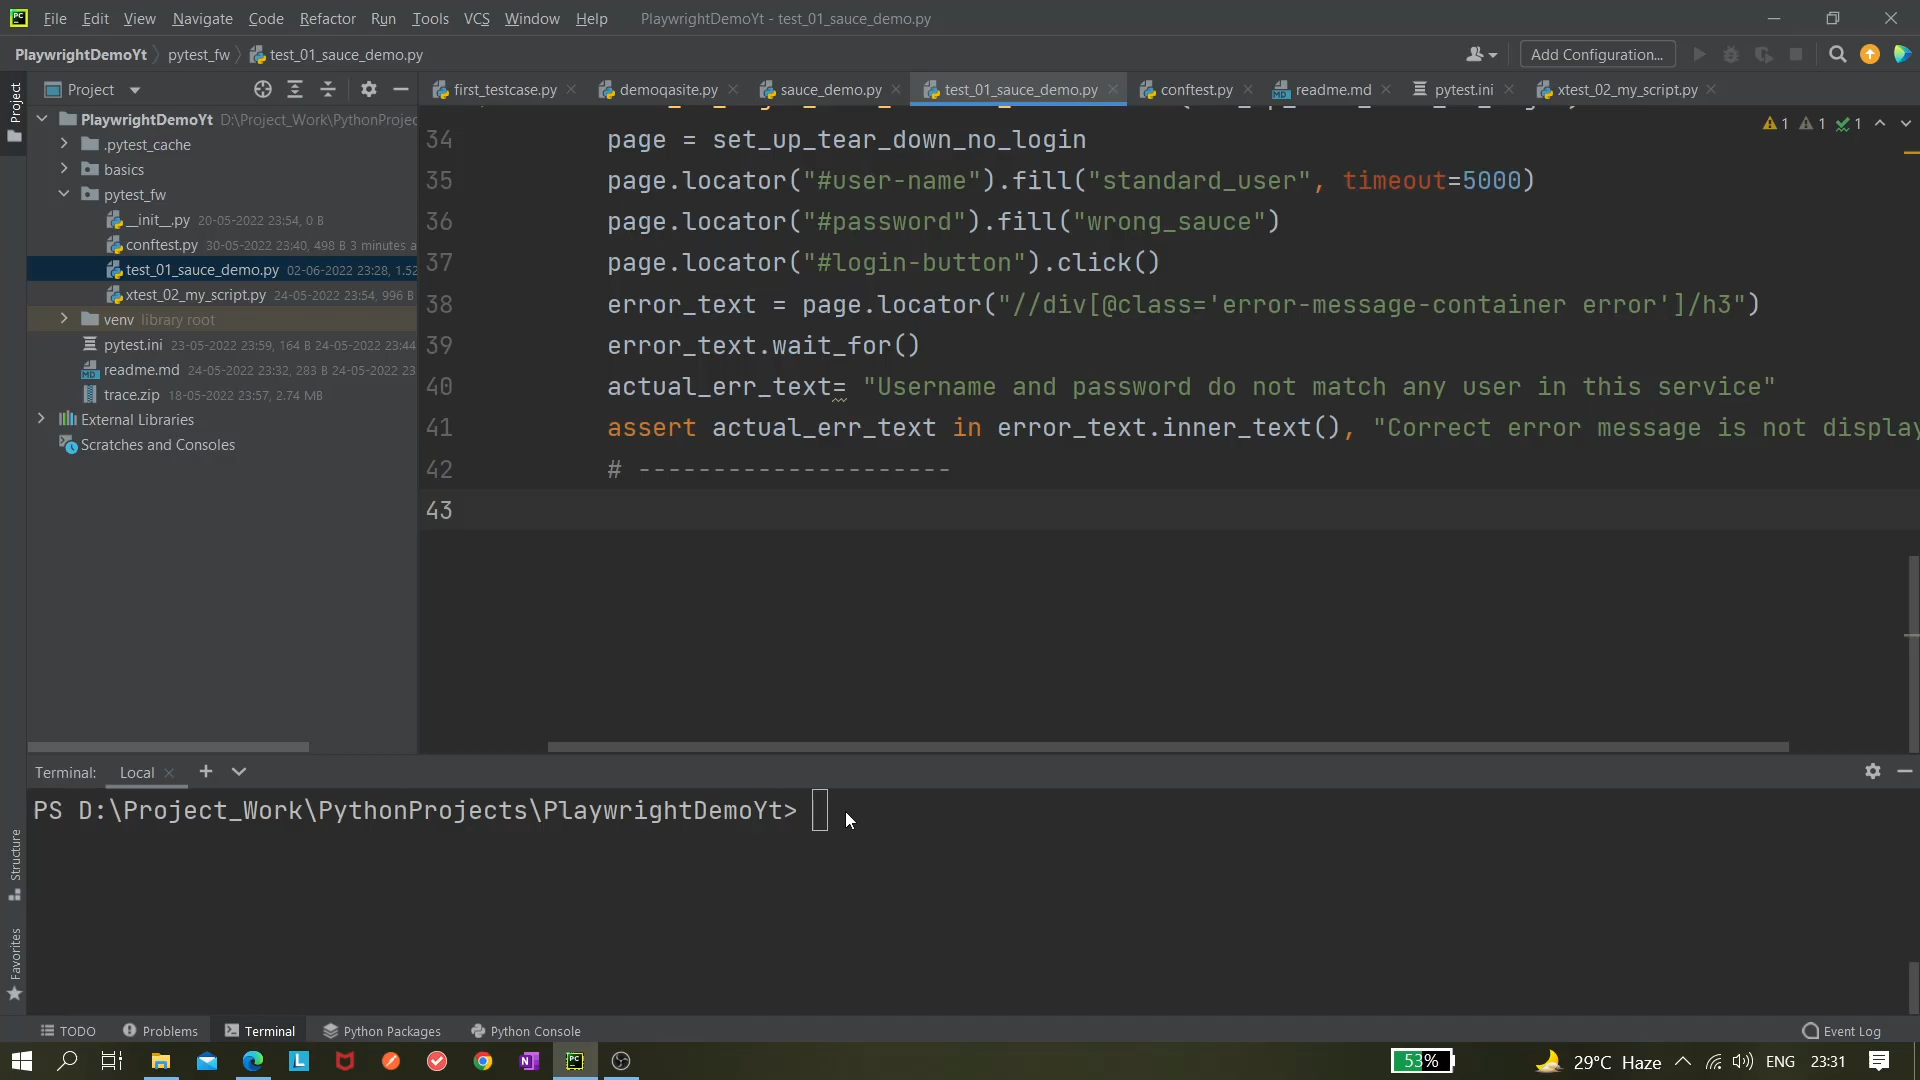 File Edit View Navigate Code Refactor Run Tools VCS Window Help PlaywrightDemoYt - test_01_sauce_demo.py
PlaywrightDemoYt pytest_fw test_01_sauce_demo.py Add Configuration...
Project
Project
first_testcase.py demoqasite.py sauce_demo.py test_01_sauce_demo.py conftest.py readme.md pytest.ini xtest_02_my_script.py
PlaywrightDemoYt D:\Project_Work\PythonProjec
.pytest_cache
basics
pytest_fw
__init__.py 20-05-2022 23:54, 0 B
conftest.py 30-05-2022 23:40, 498 B 3 minutes a
test_01_sauce_demo.py 02-06-2022 23:28, 1.52
xtest_02_my_script.py 24-05-2022 23:54, 996 B
venv library root
pytest.ini 23-05-2022 23:59, 164 B 24-05-2022 23:44
readme.md 24-05-2022 23:32, 283 B 24-05-2022 23
trace.zip 18-05-2022 23:57, 2.74 MB
External Libraries
Scratches and Consoles
1 1 1
34 page = set_up_tear_down_no_login
35 page.locator("#user-name").fill("standard_user", timeout=5000)
36 page.locator("#password").fill("wrong_sauce")
37 page.locator("#login-button").click()
38 error_text = page.locator("//div[@class='error-message-container error']/h3")
39 error_text.wait_for()
40 actual_err_text= "Username and password do not match any user in this service"
41 assert actual_err_text in error_text.inner_text(), "Correct error message is not display
42 # ---------------------
43
Terminal: Local
PS D:\Project_Work\PythonProjects\PlaywrightDemoYt>
Structure
Favorites
TODO Problems Terminal Python Packages Python Console Event Log
53% 29°C Haze ENG 23:31